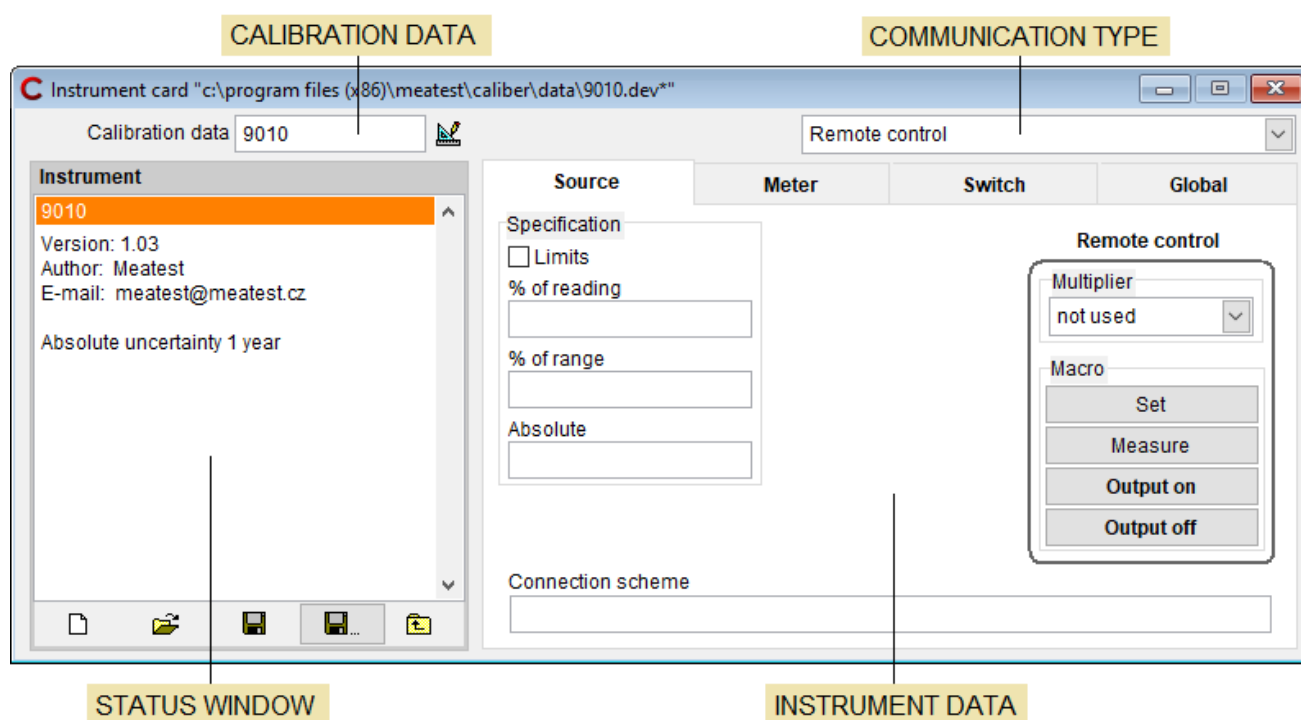 CALIBRATION DATA
COMMUNICATION TYPE
Instrument card "c:\program files (x86)\meatest\caliber\data\9010.dev*"
Calibration data 9010
Remote control
Instrument
Source Meter Switch Global
9010
Version: 1.03
Author: Meatest
E-mail: meatest@meatest.cz
Absolute uncertainty 1 year
Specification
Limits
% of reading
% of range
Absolute
Remote control
Multiplier
not used
Macro
Set
Measure
Output on
Output off
Connection scheme
...
STATUS WINDOW
INSTRUMENT DATA